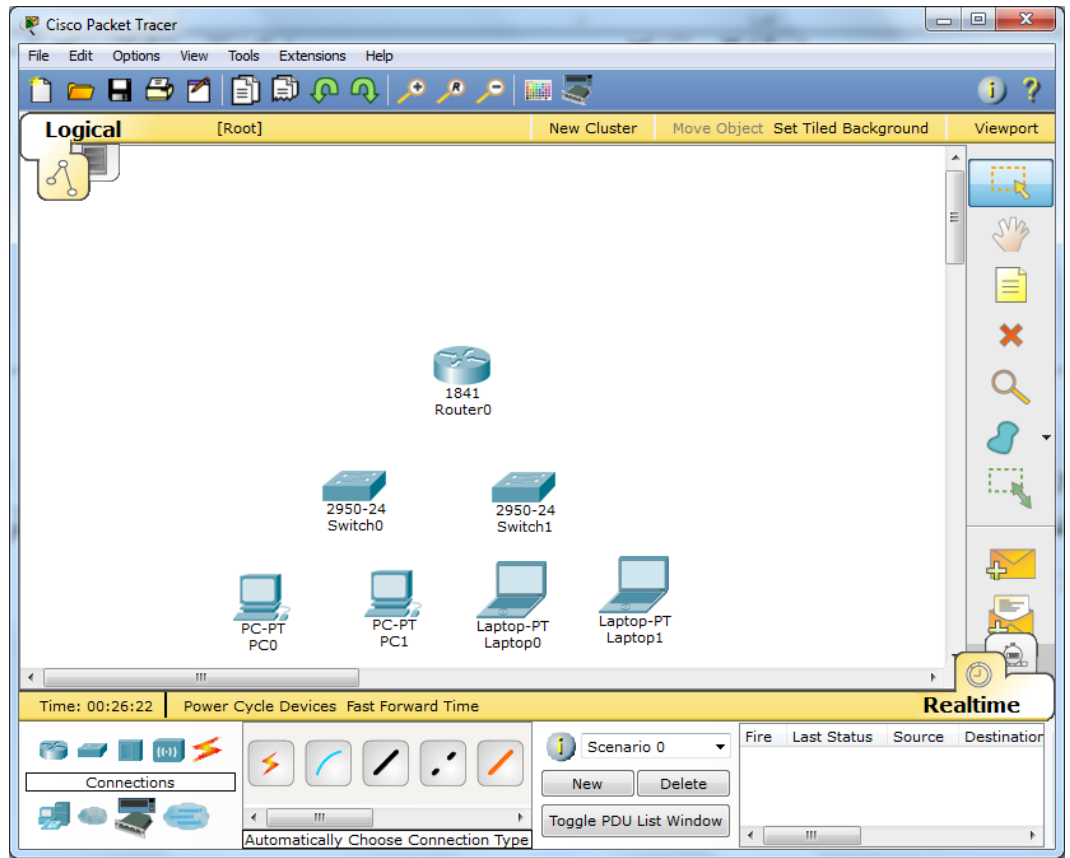 Cisco Packet Tracer
File Edit Options View Tools Extensions Help
Logical [Root] New Cluster Move Object Set Tiled Background Viewport
1841
Router0
2950-24
Switch0
2950-24
Switch1
PC-PT
PC0
PC-PT
PC1
Laptop-PT
Laptop0
Laptop-PT
Laptop1
Time: 00:26:22 Power Cycle Devices Fast Forward Time Realtime
Connections
Automatically Choose Connection Type
Scenario 0
New Delete
Toggle PDU List Window
Fire Last Status Source Destination